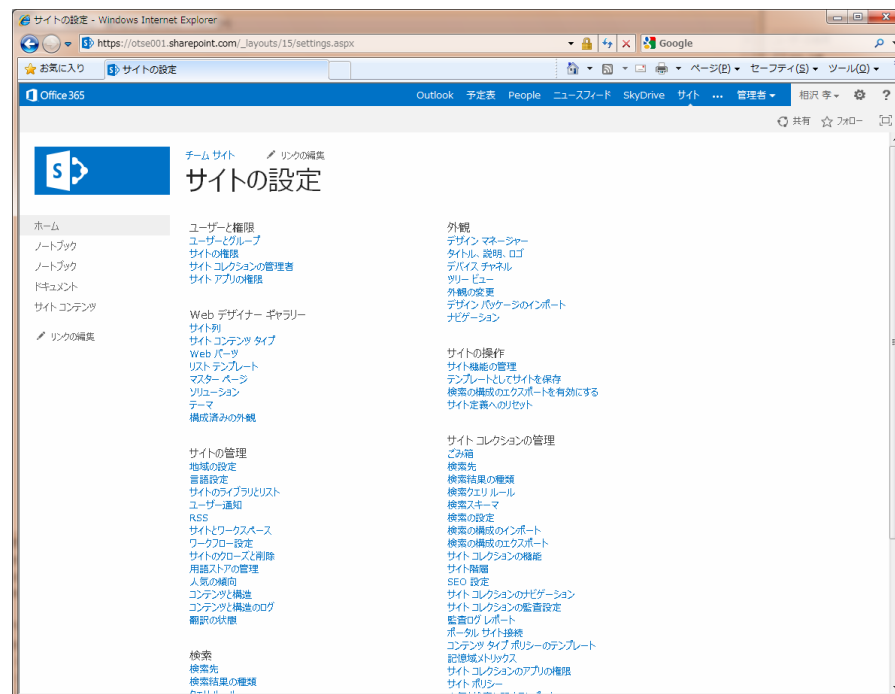 サイトの設定 - Windows Internet Explorer
https://otse001.sharepoint.com/_layouts/15/settings.aspx
Google
お気に入り
サイトの設定
ページ(P)
セーフティ(S)
ツール(O)
Office 365
Outlook 予定表 People ニュースフィード SkyDrive サイト ... 管理者 相沢 孝 ?
共有 フォロー
S
チーム サイト リンクの編集
サイトの設定
ホーム
ノートブック
ノートブック
ドキュメント
サイト コンテンツ
リンクの編集
ユーザーと権限
ユーザーとグループ
サイトの権限
サイト コレクションの管理者
サイト アプリの権限
Web デザイナー ギャラリー
サイト列
サイト コンテンツ タイプ
Web パーツ
リスト テンプレート
マスター ページ
ソリューション
テーマ
構成済みの外観
サイトの管理
地域の設定
言語設定
サイトのライブラリとリスト
ユーザー通知
RSS
サイトとワークスペース
ワークフロー設定
サイトのクローズと削除
用語ストアの管理
人気の傾向
コンテンツと構造
コンテンツと構造のログ
翻訳の状態
検索
検索先
検索結果の種類
クエリ ルール
外観
デザイン マネージャー
タイトル、説明、ロゴ
デバイス チャネル
ツリー ビュー
外観の変更
デザイン パッケージのインポート
ナビゲーション
サイトの操作
サイト機能の管理
テンプレートとしてサイトを保存
検索の構成のエクスポートを有効にする
サイト定義へのリセット
サイト コレクションの管理
ごみ箱
検索先
検索結果の種類
検索クエリ ルール
検索スキーマ
検索の設定
検索の構成のインポート
検索の構成のエクスポート
サイト コレクションの機能
サイト階層
SEO 設定
サイト コレクションのナビゲーション
サイト コレクションの監査設定
監査ログ レポート
ポータル サイト接続
コンテンツ タイプ ポリシーのテンプレート
記憶域メトリックス
サイト コレクションのアプリの権限
サイト ポリシー